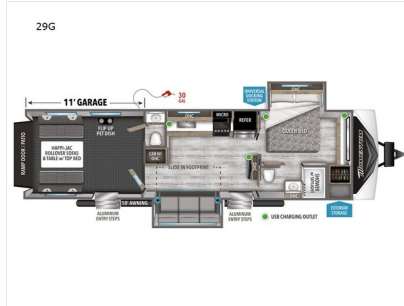 29G
30
GAL
11' GARAGE
UNIVERSAL
DOCKING
STATION
OHC
OHC
MICRO
REFER
FLIP UP
PET DISH
QUEEN BED
RAMP DOOR / PATIO
HAPPI-JAC
ROLLOVER SOFAS
& TABLE w/ TOP BED
SLIDE IN FOOTPRINT
ALUMINUM
ENTRY STEPS
18' AWNING
ALUMINUM
ENTRY STEPS
USB CHARGING OUTLET
EXTERIOR
STORAGE